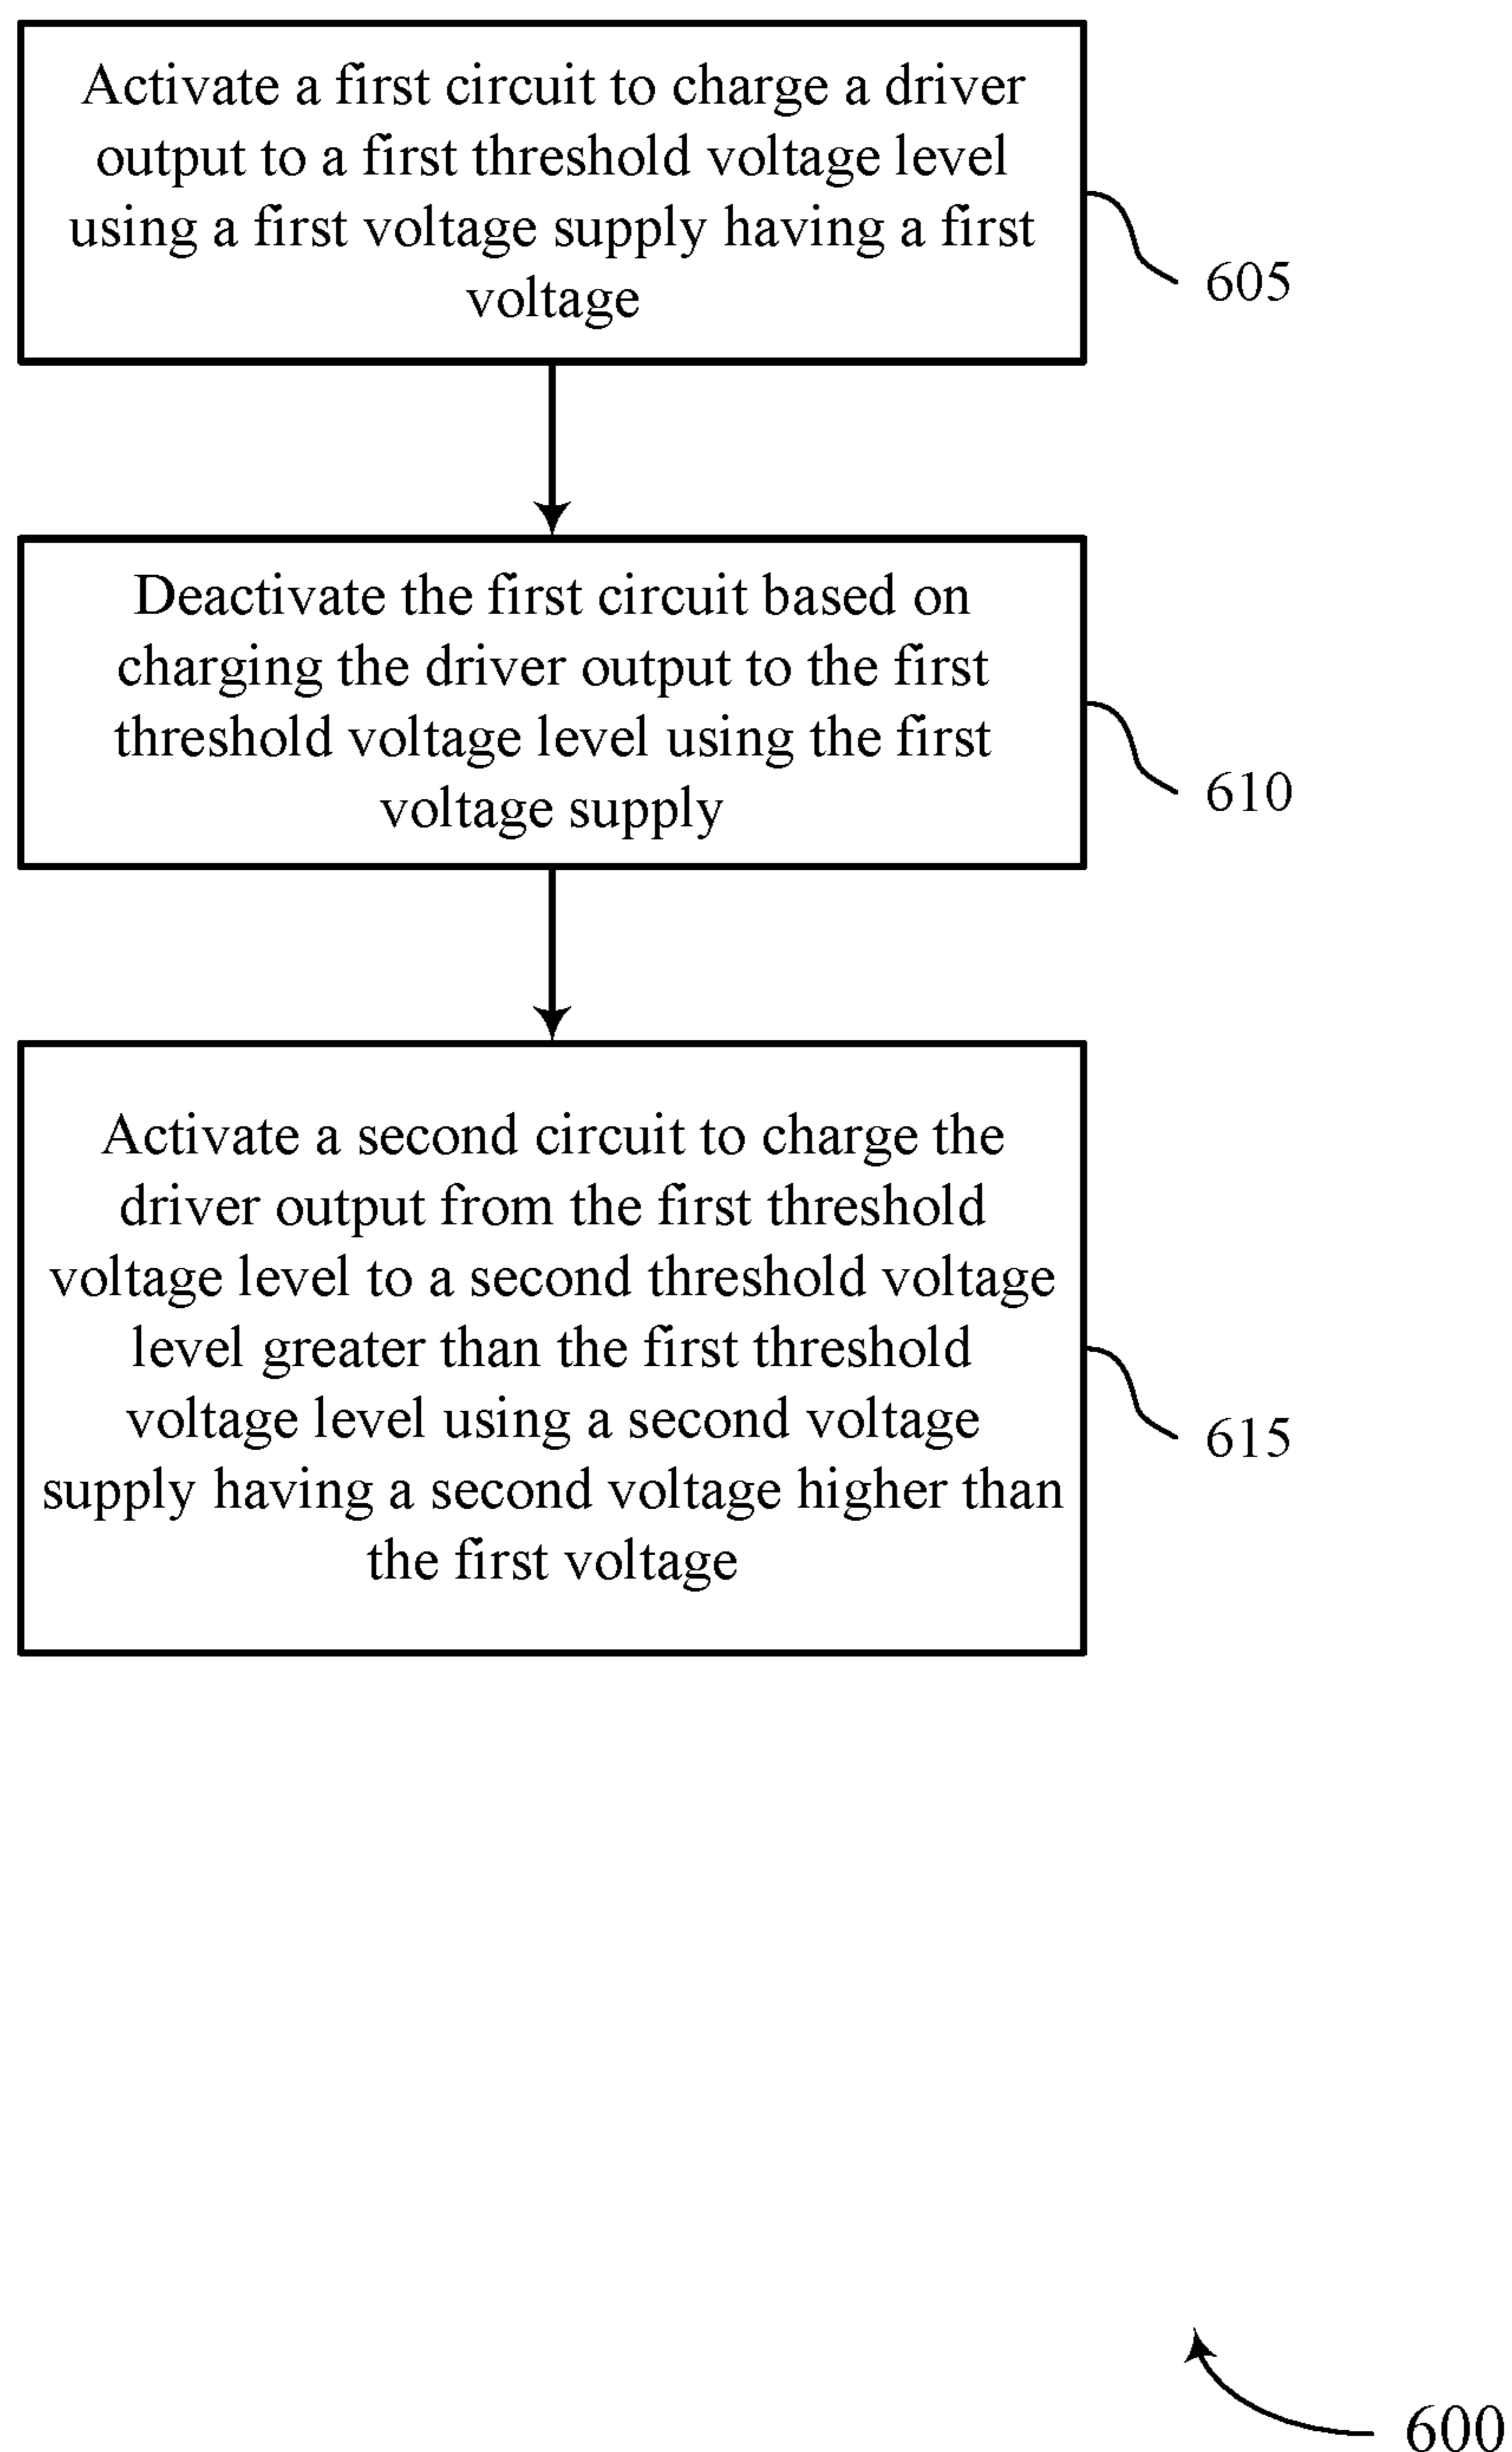 Activate a first circuit to charge a driver
output to a first threshold voltage level
using a first voltage supply having a first
voltage
605
Deactivate the first circuit based on
charging the driver output to the first
threshold voltage level using the first
voltage supply
610
Activate a second circuit to charge the
driver output from the first threshold
voltage level to a second threshold voltage
level greater than the first threshold
voltage level using a second voltage
supply having a second voltage higher than
the first voltage
615
600